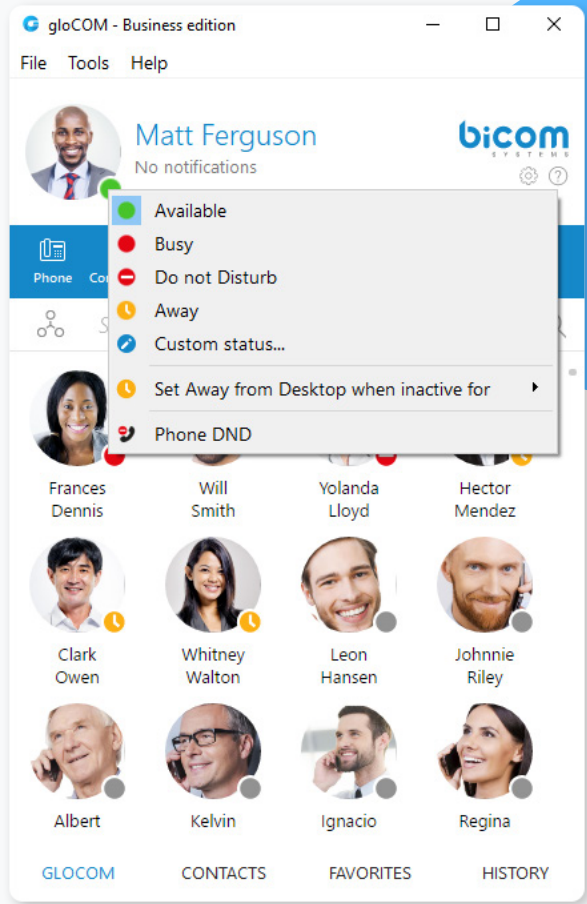 gloCOM - Business edition
File Tools Help
Matt Ferguson
No notifications
bicom
SYSTEMS
Available
Busy
Do not Disturb
Away
Custom status...
Set Away from Desktop when inactive for
Phone DND
Phone
Frances
Dennis
Will
Smith
Yolanda
Lloyd
Hector
Mendez
Clark
Owen
Whitney
Walton
Leon
Hansen
Johnnie
Riley
Albert
Kelvin
Ignacio
Regina
GLOCOM CONTACTS FAVORITES HISTORY